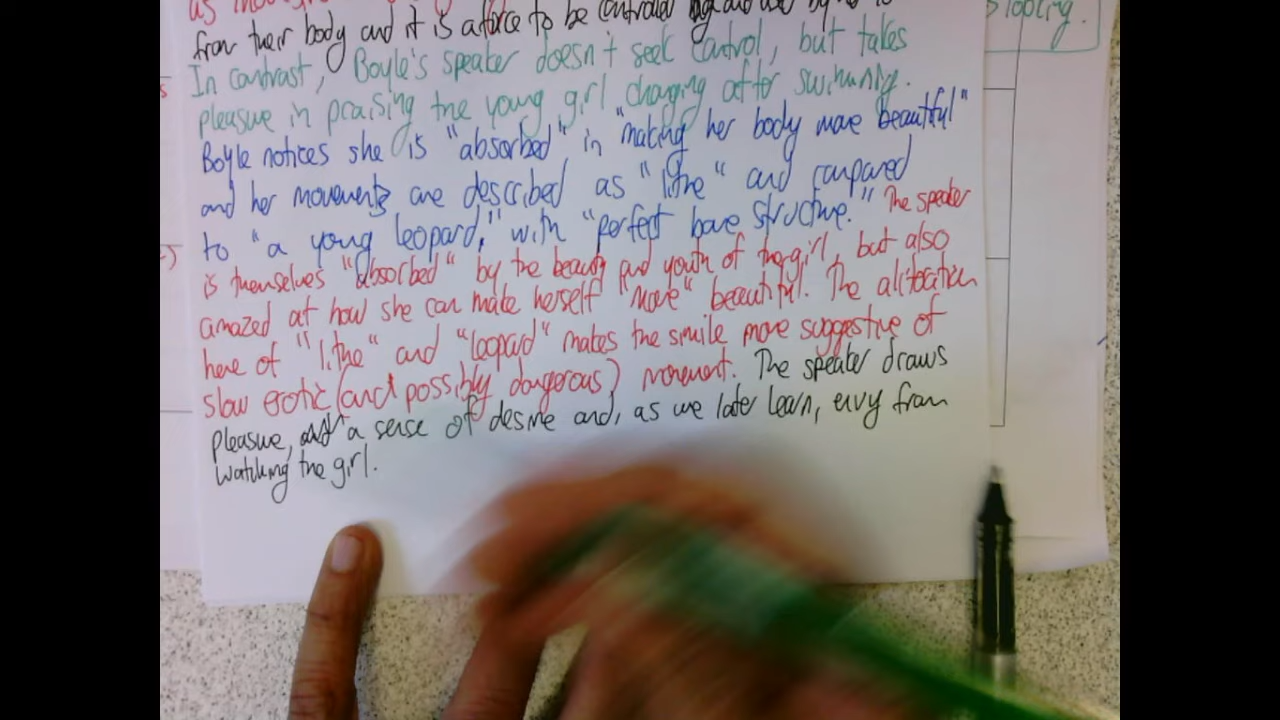 as
from their body and it is a force to be controlled and used by
In contrast, Boyle's speaker doesn't seek control, but takes
pleasure in praising the young girl changing after swimming.
Boyle notices she is "absorbed" in "making her body more beautiful"
and her movements are described as "lithe" and compared
to "a young leopard," with "perfect bone structure." The speaker
is themselves "absorbed" by the beauty and youth of the girl, but also
amazed at how she can make herself "more" beautiful. The aliteration
here of "lithe" and "leopard" makes the simile more suggestive of
slow erotic (and possibly dangerous) movement. The speaker draws
pleasure, and a sense of desire and, as we later learn, envy from
watching the girl.